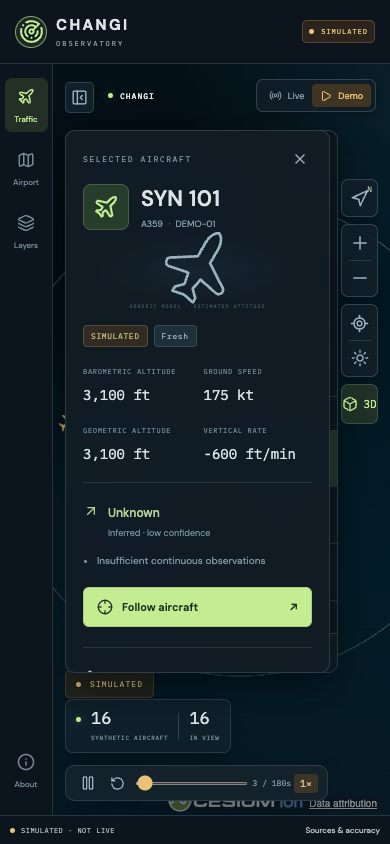 CHANGI
OBSERVATORY
SIMULATED
Traffic
Airport
Layers
About
CHANGI
Live
Demo
SELECTED AIRCRAFT
SYN 101
A359 · DEMO-01
GENERIC MODEL · ESTIMATED ATTITUDE
SIMULATED
Fresh
BAROMETRIC ALTITUDE
GROUND SPEED
3,100 ft
175 kt
GEOMETRIC ALTITUDE
VERTICAL RATE
3,100 ft
-600 ft/min
Unknown
Inferred · low confidence
• Insufficient continuous observations
Follow aircraft
N
3D
SIMULATED
16
SYNTHETIC AIRCRAFT
16
IN VIEW
3 / 180s
1×
CESIUM ion
Data attribution
SIMULATED · NOT LIVE
Sources & accuracy